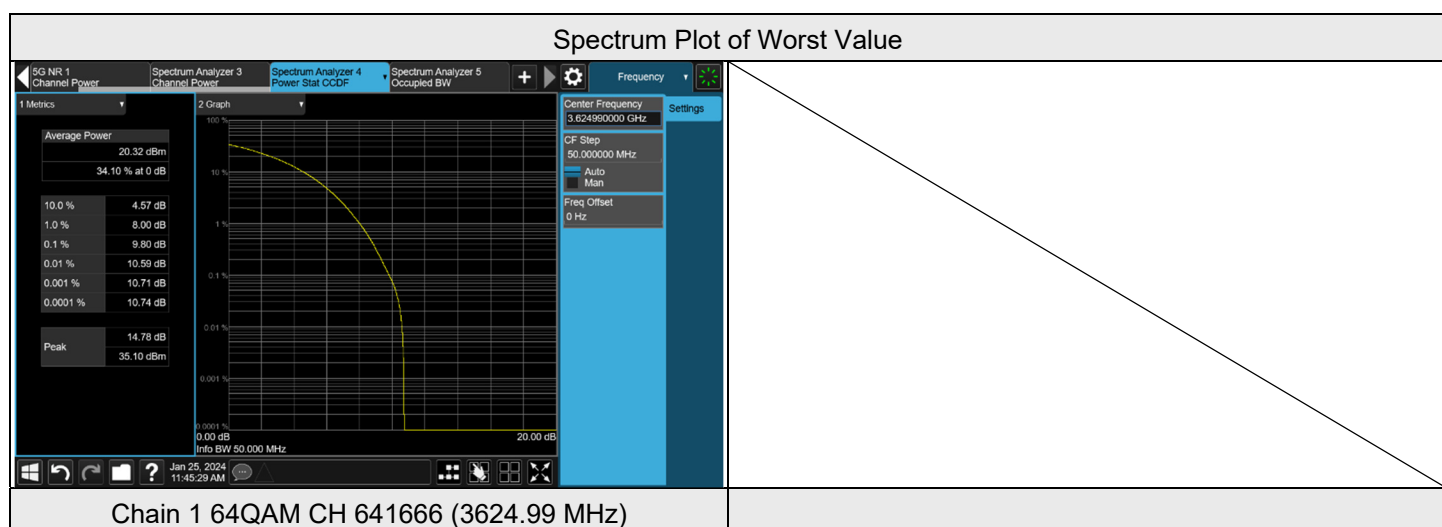 Spectrum Plot of Worst Value
5G NR 1
Channel Power
Spectrum Analyzer 3
Channel Power
Spectrum Analyzer 4
Power Stat CCDF
Spectrum Analyzer 5
Occupied BW
+
Frequency
1 Metrics
2 Graph
Center Frequency
3.624990000 GHz
Settings
CF Step
50.000000 MHz
Auto
Man
Freq Offset
0 Hz
Average Power
20.32 dBm
34.10 % at 0 dB
10.0 % 4.57 dB
1.0 % 8.00 dB
0.1 % 9.80 dB
0.01 % 10.59 dB
0.001 % 10.71 dB
0.0001 % 10.74 dB
Peak
14.78 dB
35.10 dBm
100 %
10 %
1 %
0.1 %
0.01 %
0.001 %
0.0001 %
0.00 dB 20.00 dB
Info BW 50.000 MHz
?
Jan 25, 2024
11:45:29 AM
Chain 1 64QAM CH 641666 (3624.99 MHz)